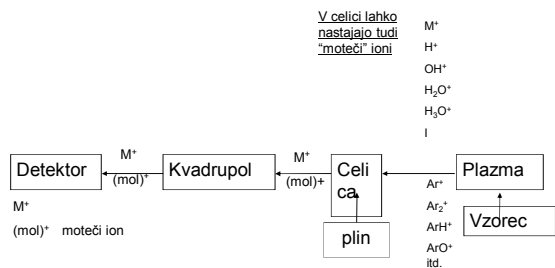 V celici lahko
nastajajo tudi
“moteči” ioni
M⁺
H⁺
OH⁺
H₂O⁺
H₃O⁺
I
Detektor
M⁺
(mol)⁺
Kvadrupol
M⁺
(mol)+
Celi
ca
Plazma
Ar⁺
Ar₂⁺
ArH⁺
ArO⁺
itd.
Vzorec
plin
M⁺
(mol)⁺ moteči ion